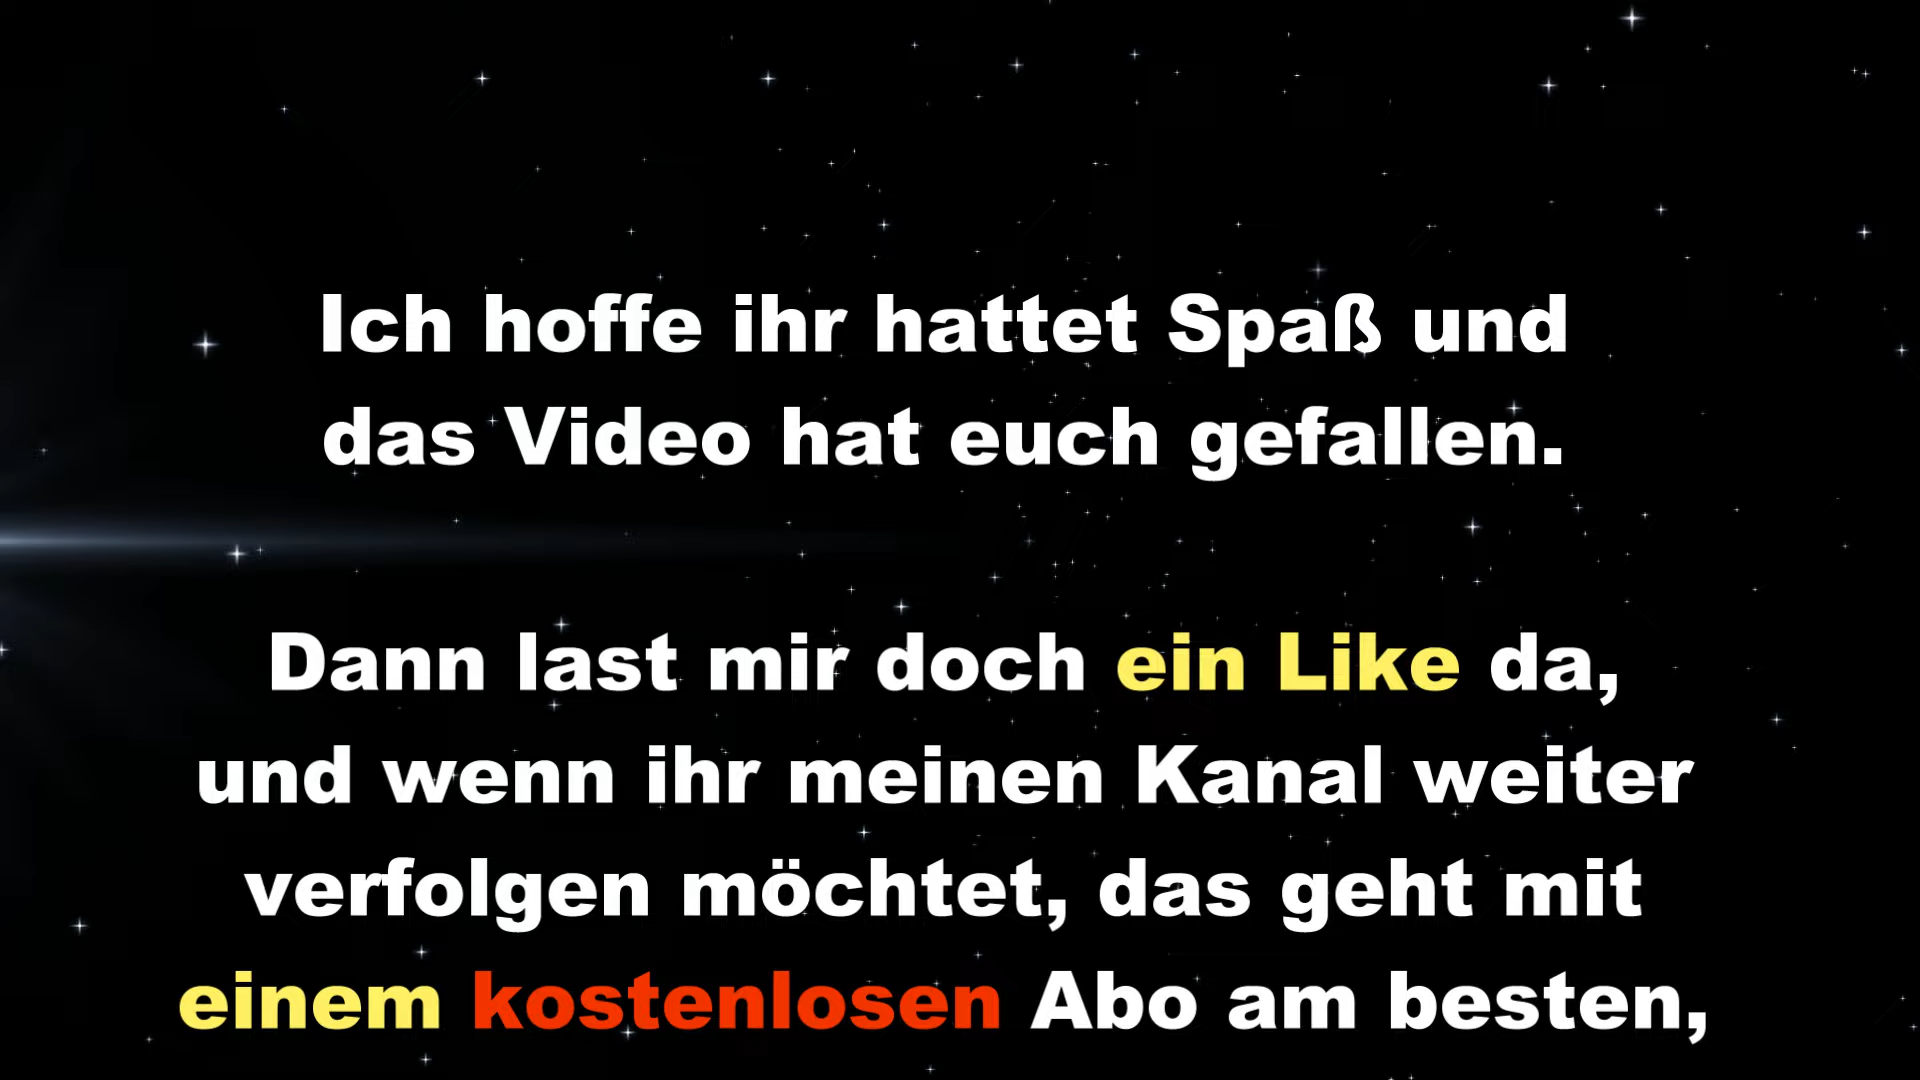 Ich hoffe ihr hattet Spaß und
das Video hat euch gefallen.
Dann last mir doch ein Like da,
und wenn ihr meinen Kanal weiter
verfolgen möchtet, das geht mit
einem kostenlosen Abo am besten,